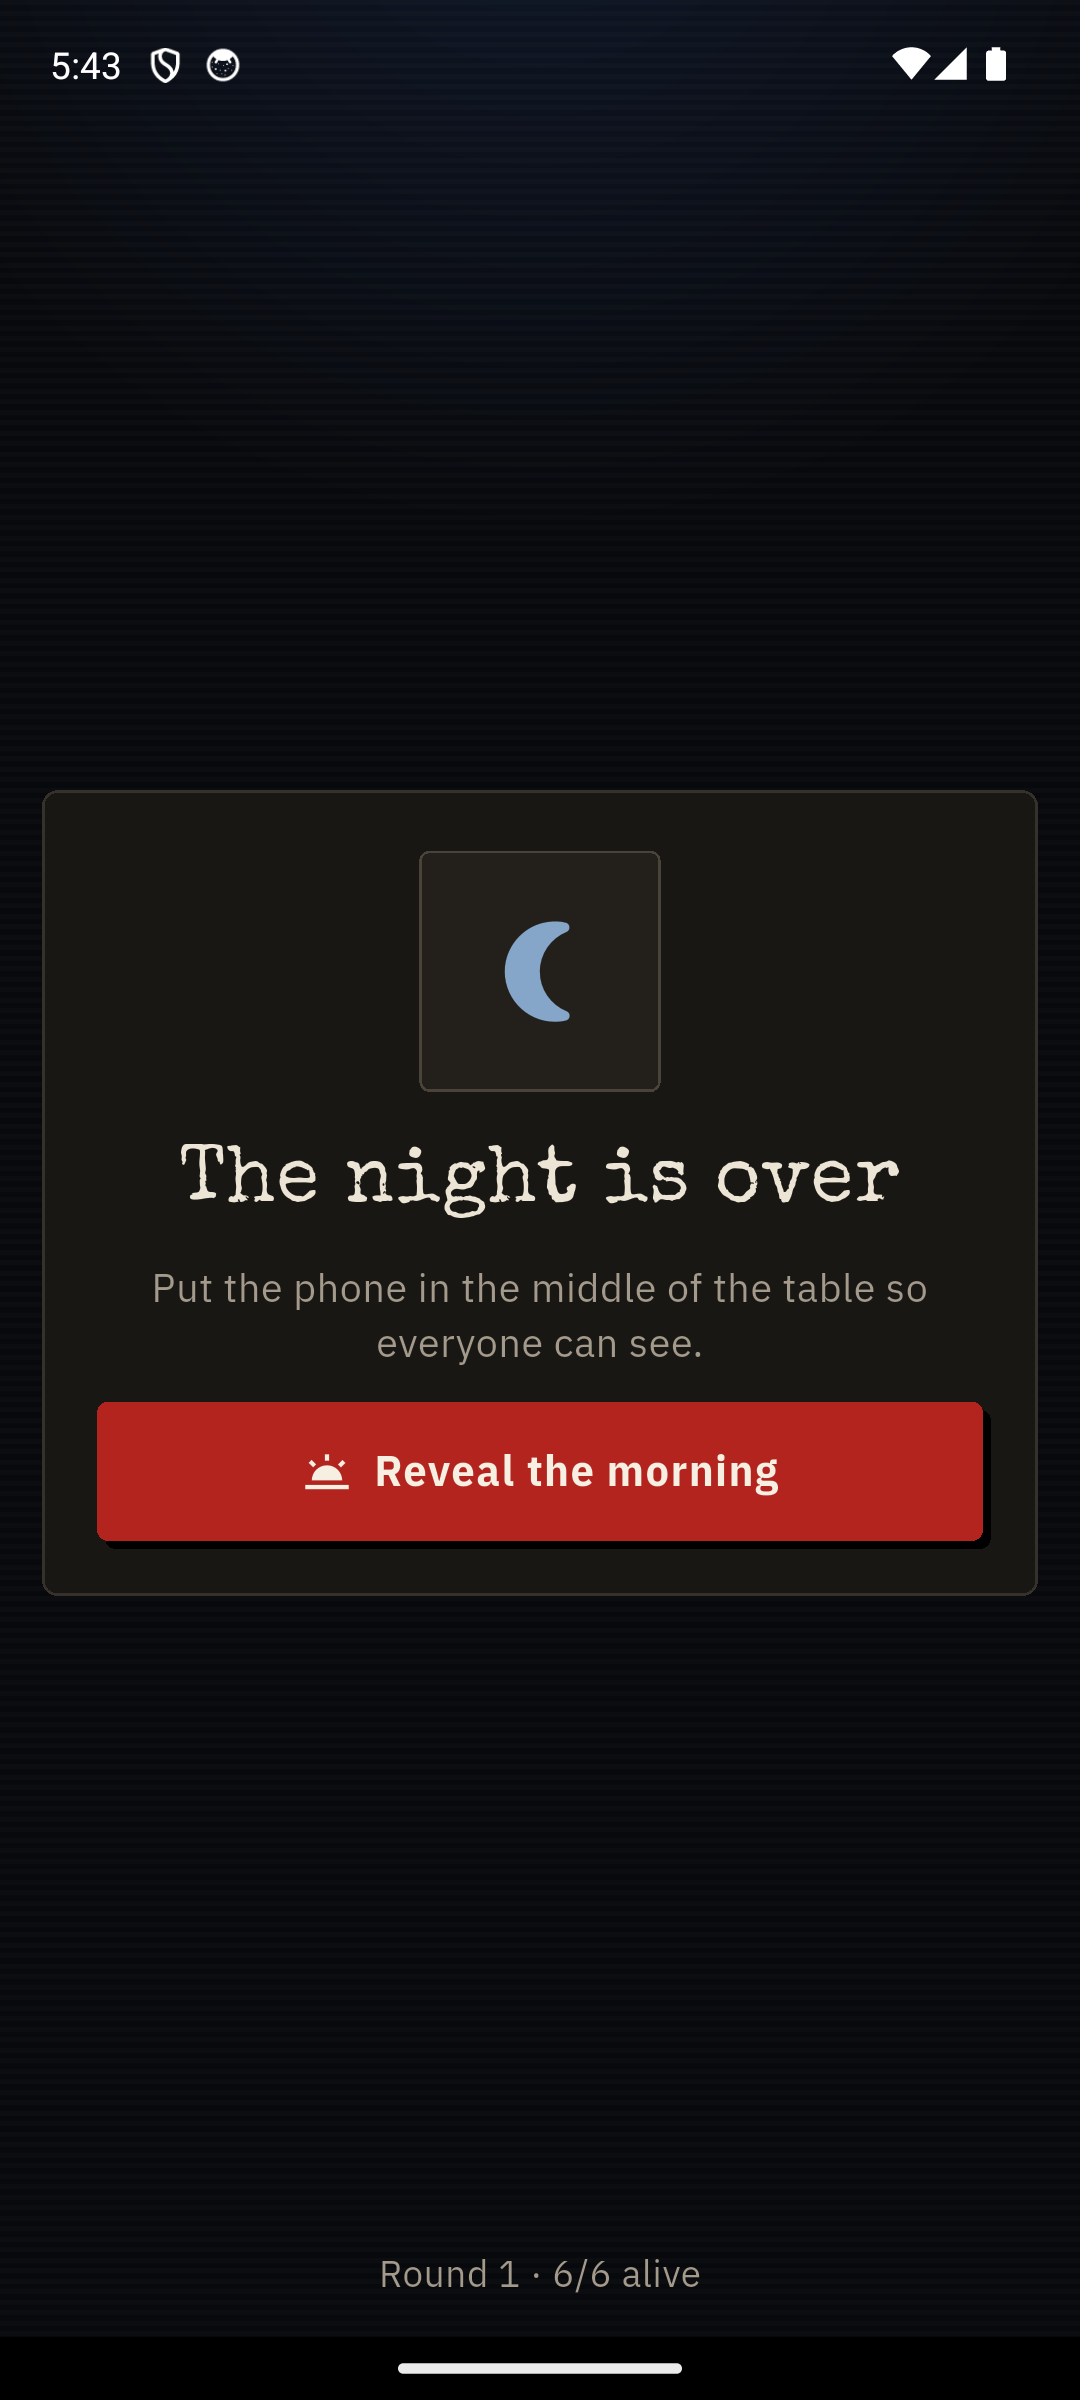 5:43
The night is over
Put the phone in the middle of the table so
everyone can see.
Reveal the morning
Round 1 · 6/6 alive